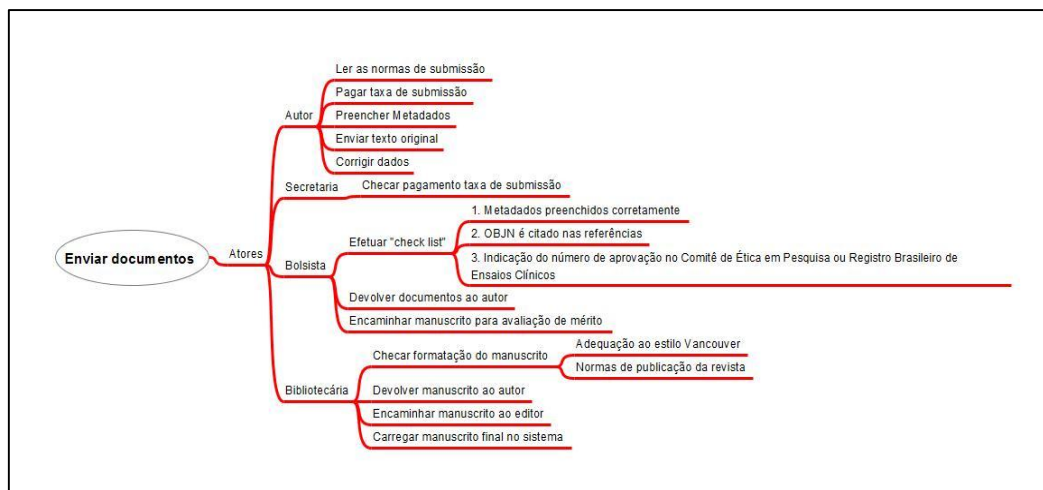 Enviar documentos
Atores
Autor
Ler as normas de submissão
Pagar taxa de submissão
Preencher Metadados
Enviar texto original
Corrigir dados
Secretaria
Checar pagamento taxa de submissão
Bolsista
Efetuar "check list"
1. Metadados preenchidos corretamente
2. OBJN é citado nas referências
3. Indicação do número de aprovação no Comitê de Ética em Pesquisa ou Registro Brasileiro de
Ensaios Clínicos
Devolver documentos ao autor
Encaminhar manuscrito para avaliação de mérito
Bibliotecária
Checar formatação do manuscrito
Adequação ao estilo Vancouver
Normas de publicação da revista
Devolver manuscrito ao autor
Encaminhar manuscrito ao editor
Carregar manuscrito final no sistema